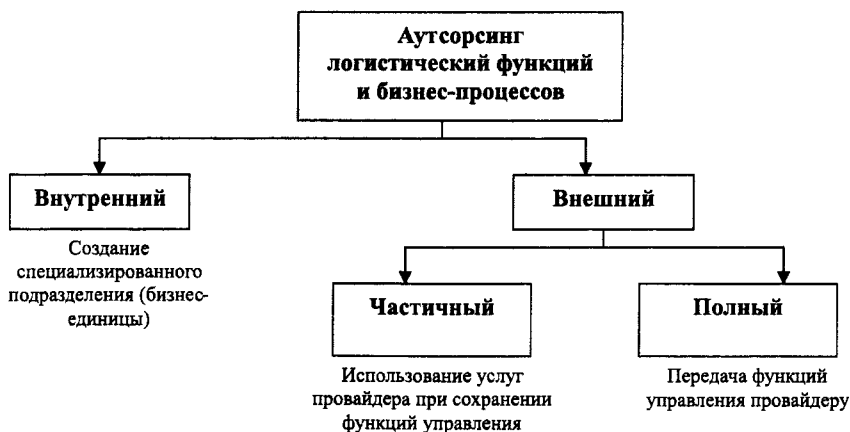 Аутсорсинг
логистический функций
и бизнес-процессов
Внутренний
Внешний
Создание
специализированного
подразделения (бизнес-
единицы)
Частичный
Полный
Использование услуг
провайдера при сохранении
функций управления
Передача функций
управления провайдеру